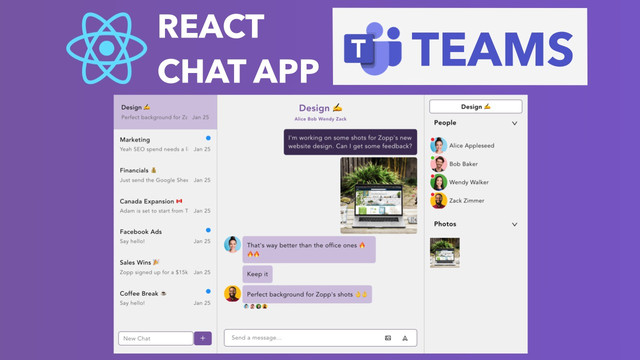 REACT
CHAT APP
TEAMS
Design ✍️
Perfect background for Zo Jan 25
Marketing
Yeah SEO spend needs a l Jan 25
Financials 💰
Just send the Google Shee Jan 25
Canada Expansion 🇨🇦
Adam is set to start from T Jan 25
Facebook Ads
Say hello! Jan 25
Sales Wins 🎉
Zopp signed up for a $15k Jan 25
Coffee Break ☕
Say hello! Jan 25
New Chat +
Design ✍️
Alice Bob Wendy Zack
I'm working on some shots for Zopp's new
website design. Can I get some feedback?
That's way better than the office ones 🔥
🔥🔥
Keep it
Perfect background for Zopp's shots 👌👌
Send a message...
Design ✍️
People
Alice Appleseed
Bob Baker
Wendy Walker
Zack Zimmer
Photos